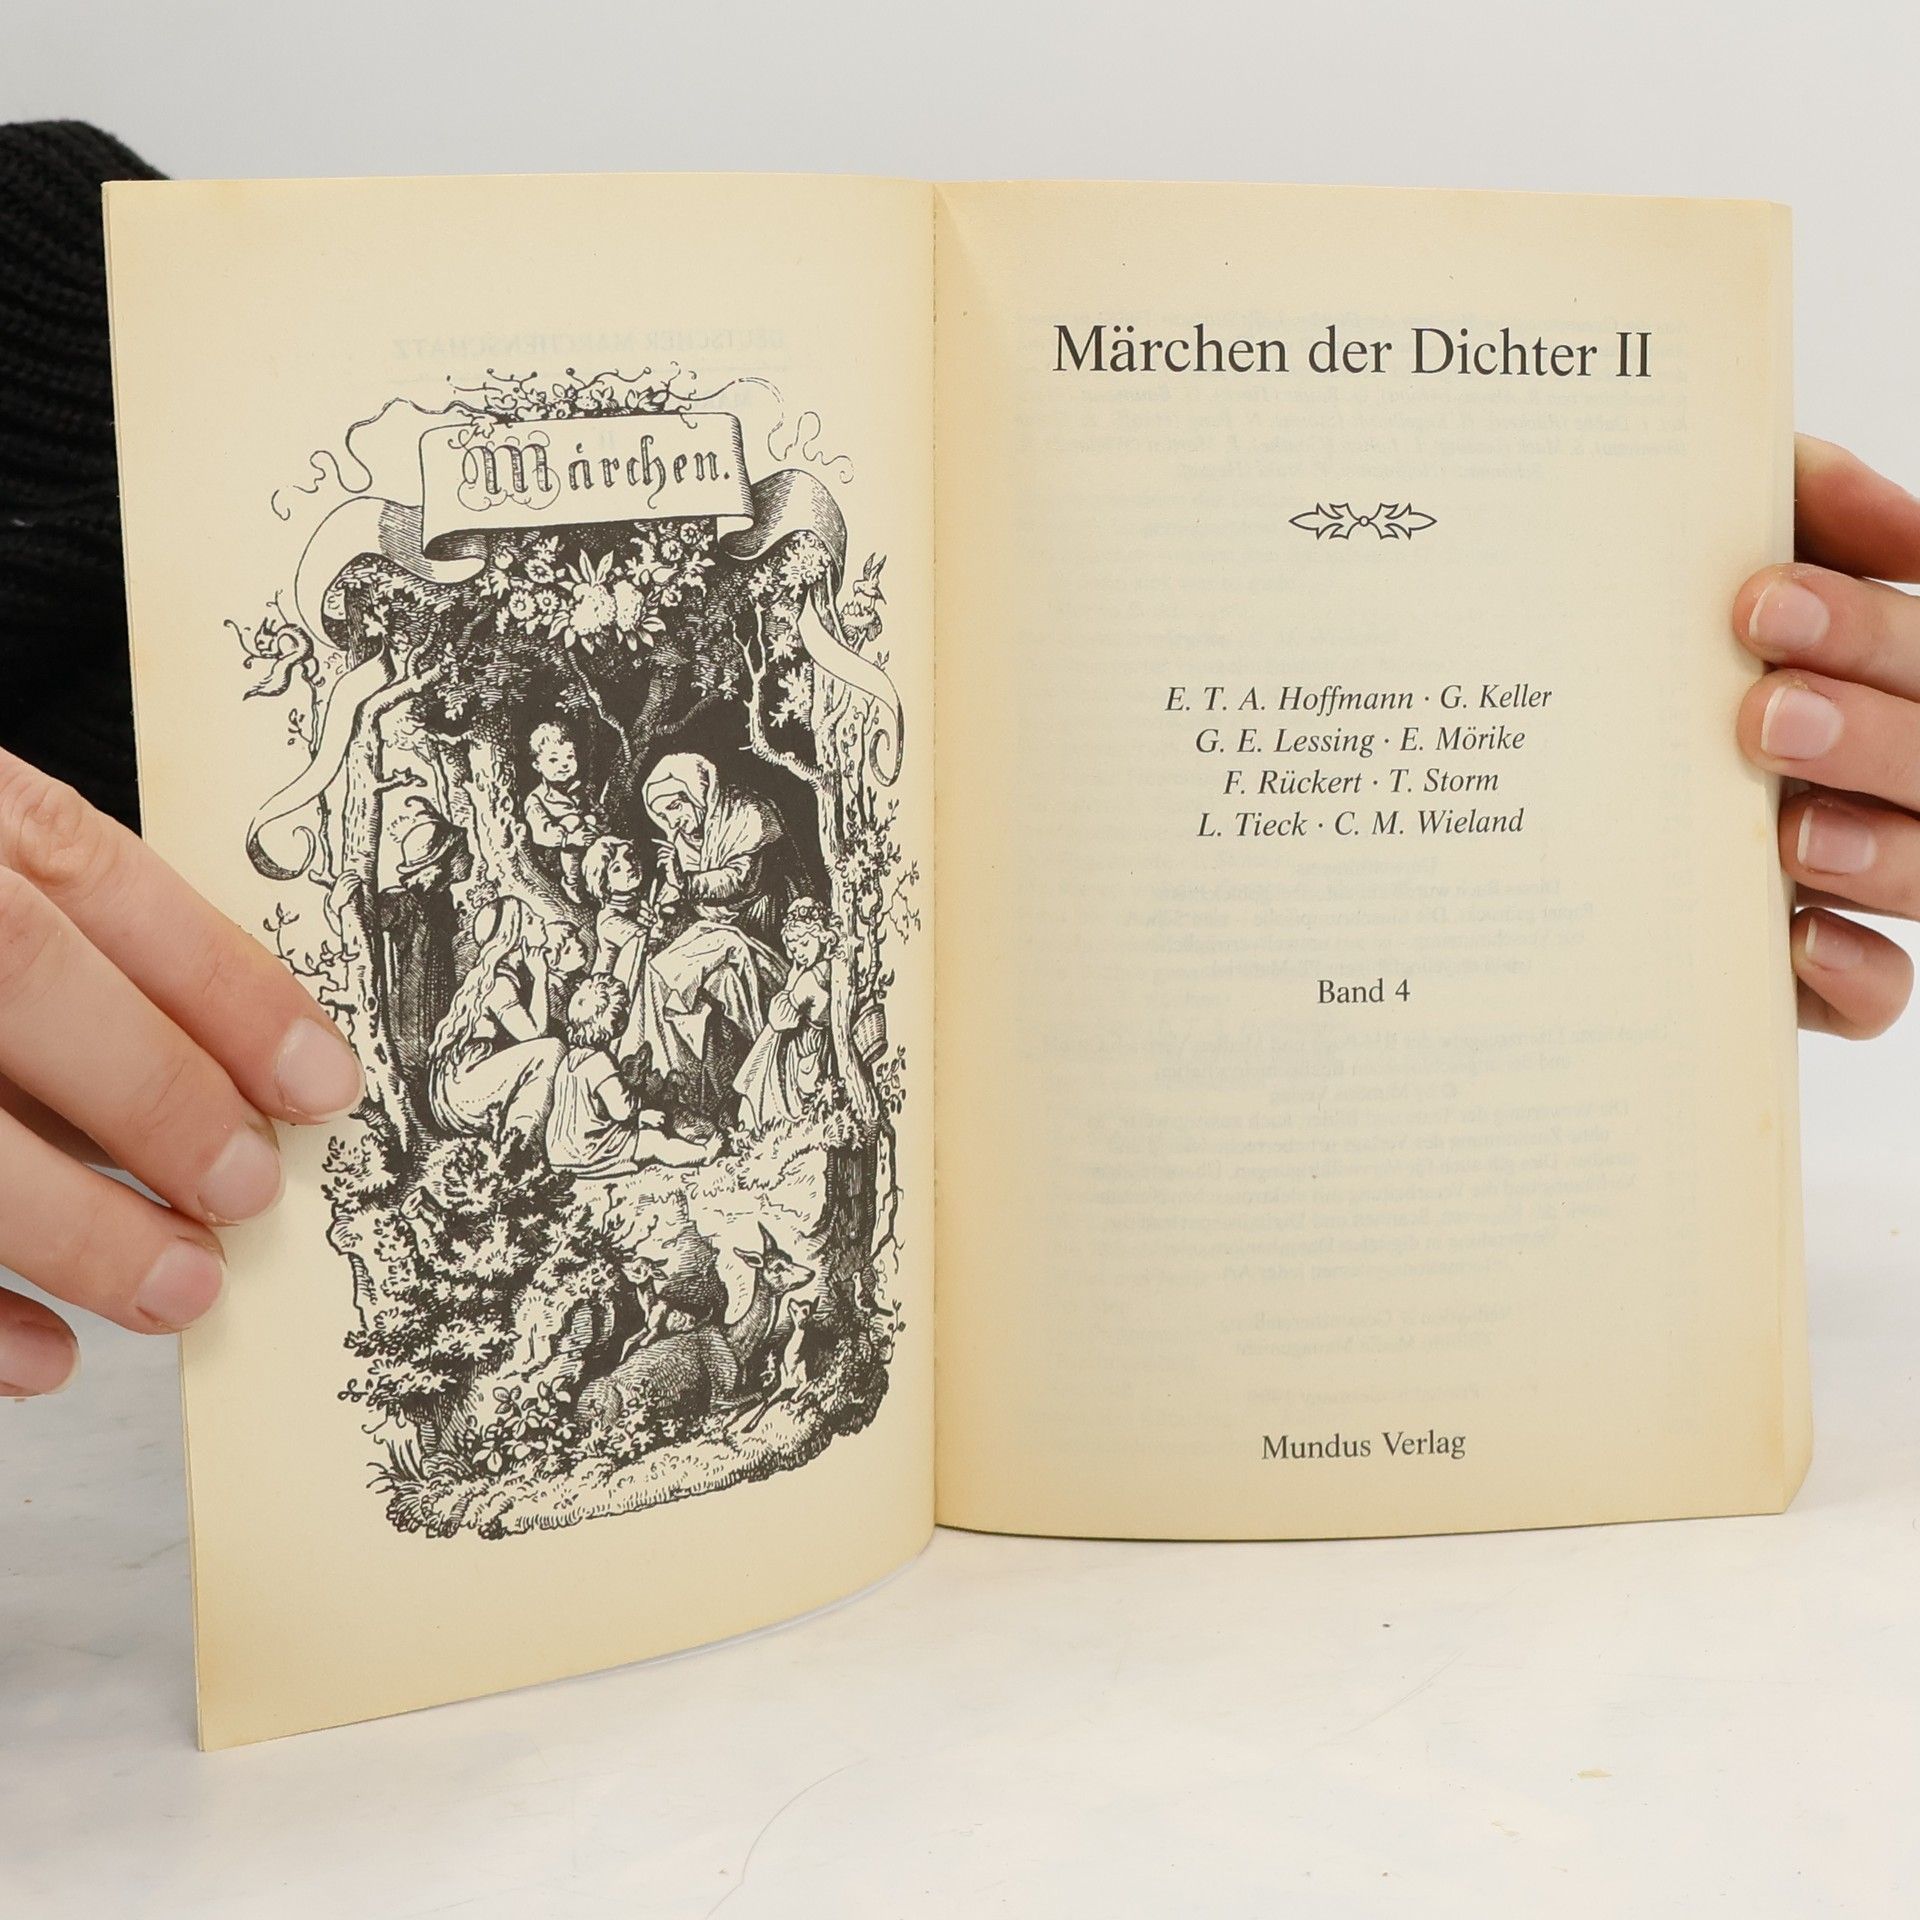 Märchen.
Märchen der Dichter II
E. T. A. Hoffmann · G. Keller
G. E. Lessing · E. Mörike
F. Rückert · T. Storm
L. Tieck · C. M. Wieland
Band 4
Mundus Verlag